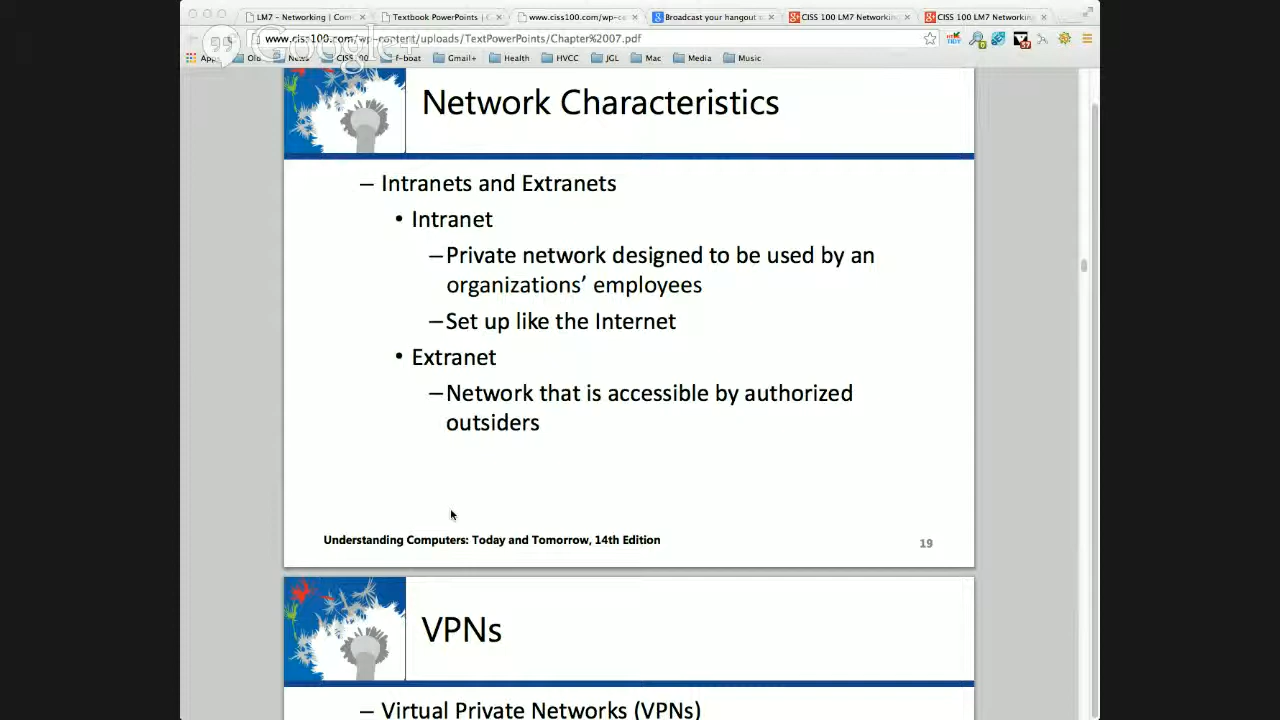 LM7 - Networking | Com
Textbook PowerPoints | C
www.ciss100.com/wp-co
Broadcast your hangout
CISS 100 LM7 Networkin
CISS 100 LM7 Networkin
www.ciss100.com/wp-content/uploads/TextPowerPoints/Chapter%2007.pdf
Google+
News CISS100 f-boat Gmail+ Health HVCC JGL Mac Media Music
Network Characteristics
– Intranets and Extranets
• Intranet
–Private network designed to be used by an
organizations’ employees
–Set up like the Internet
• Extranet
–Network that is accessible by authorized
outsiders
Understanding Computers: Today and Tomorrow, 14th Edition
19
VPNs
– Virtual Private Networks (VPNs)